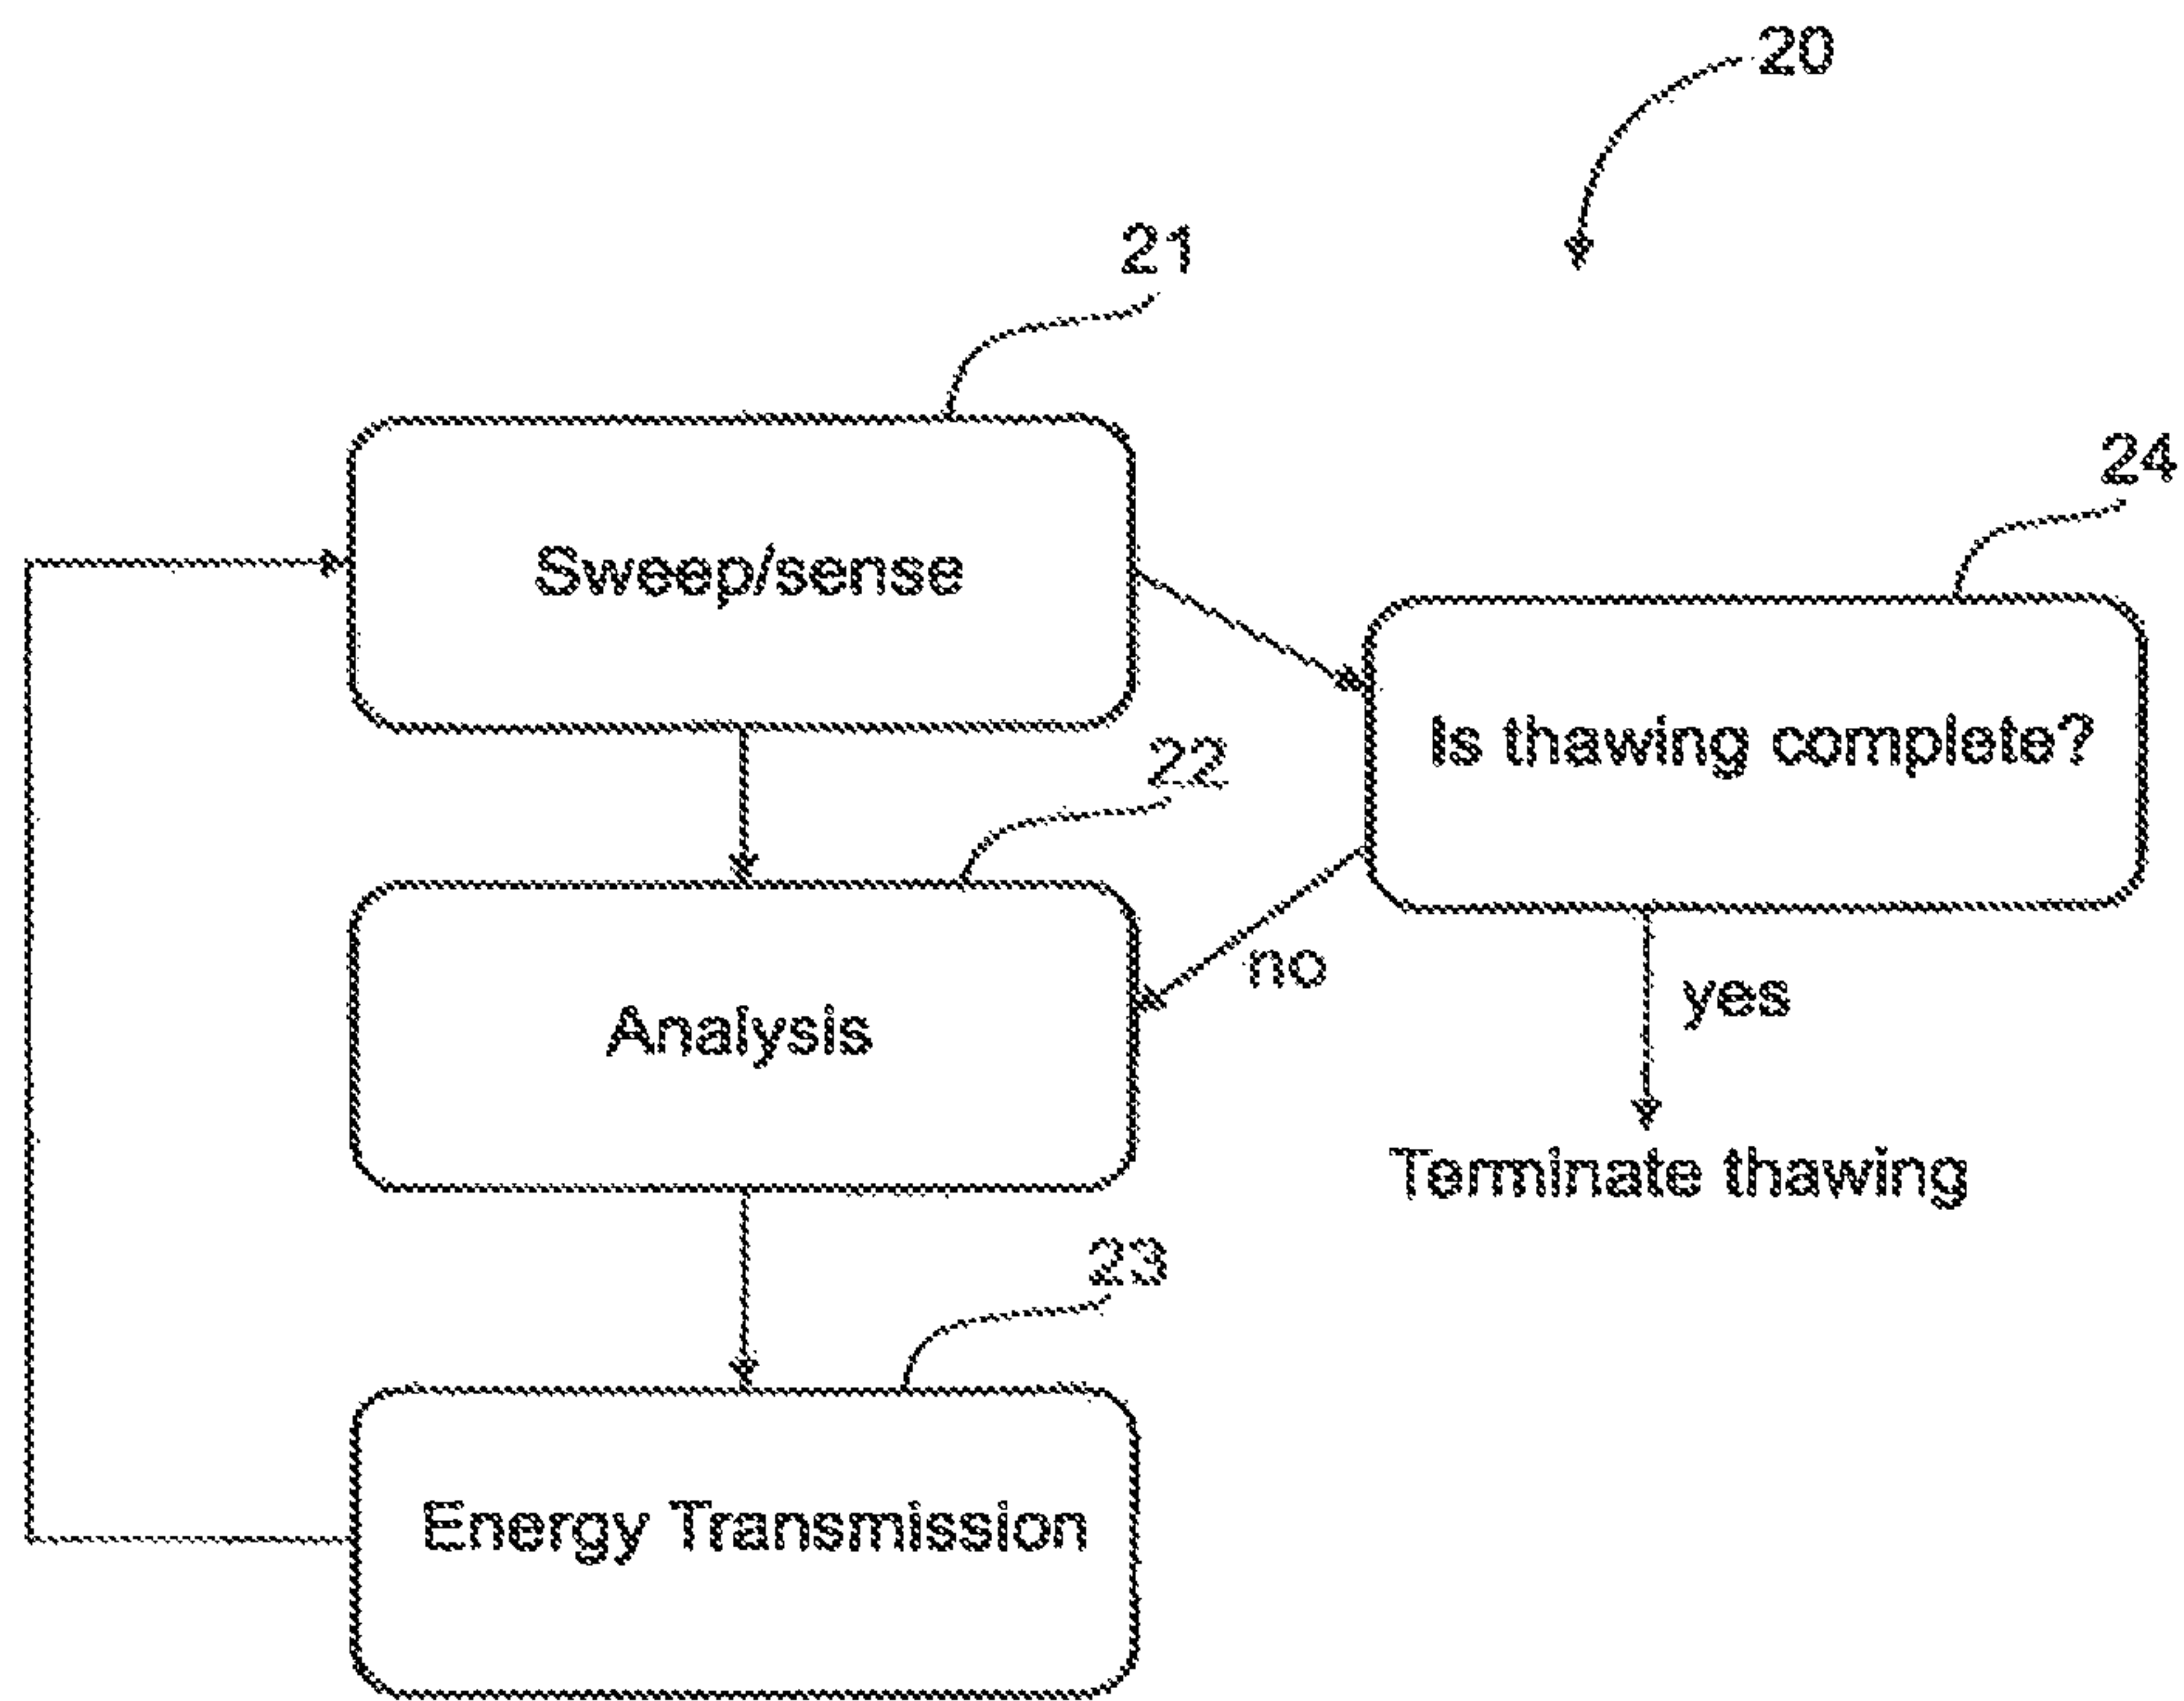 20
21
24
Sweep/sense
Is thawing complete?
22
no
yes
Analysis
Terminate thawing
23
Energy Transmission